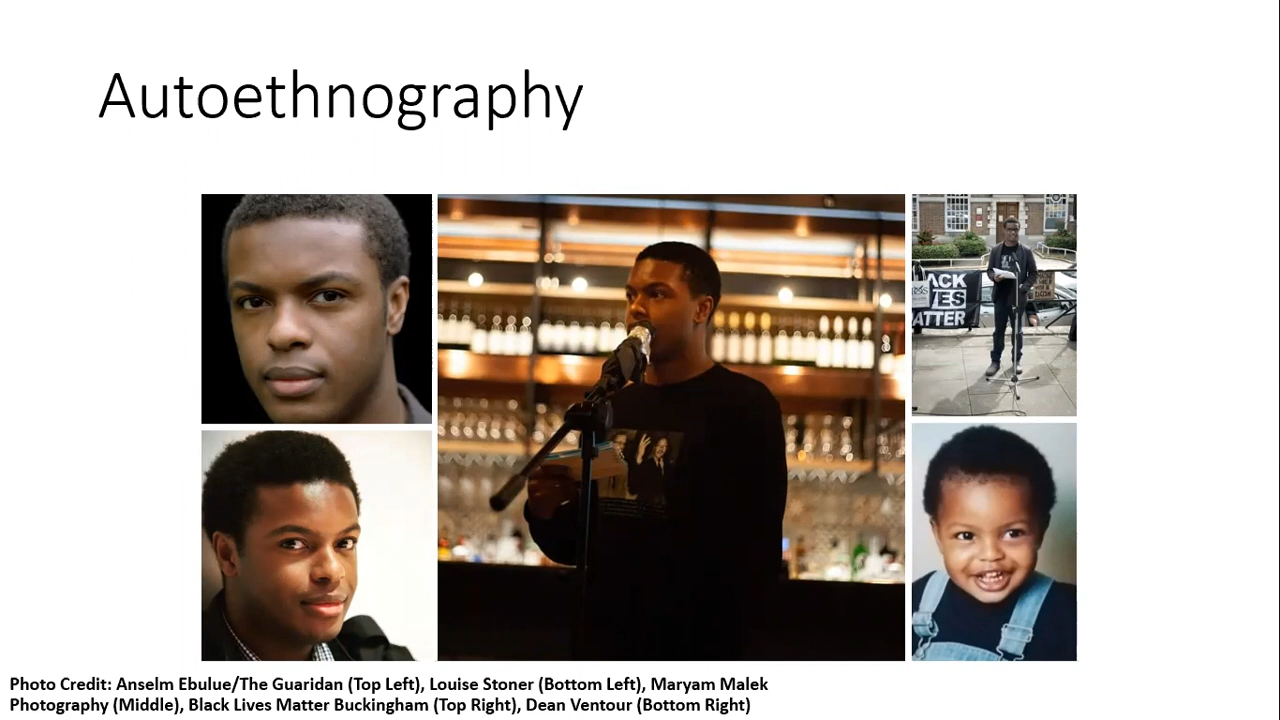 Autoethnography
ACK
VES
ATTER
Photo Credit: Anselm Ebulue/The Guaridan (Top Left), Louise Stoner (Bottom Left), Maryam Malek
Photography (Middle), Black Lives Matter Buckingham (Top Right), Dean Ventour (Bottom Right)